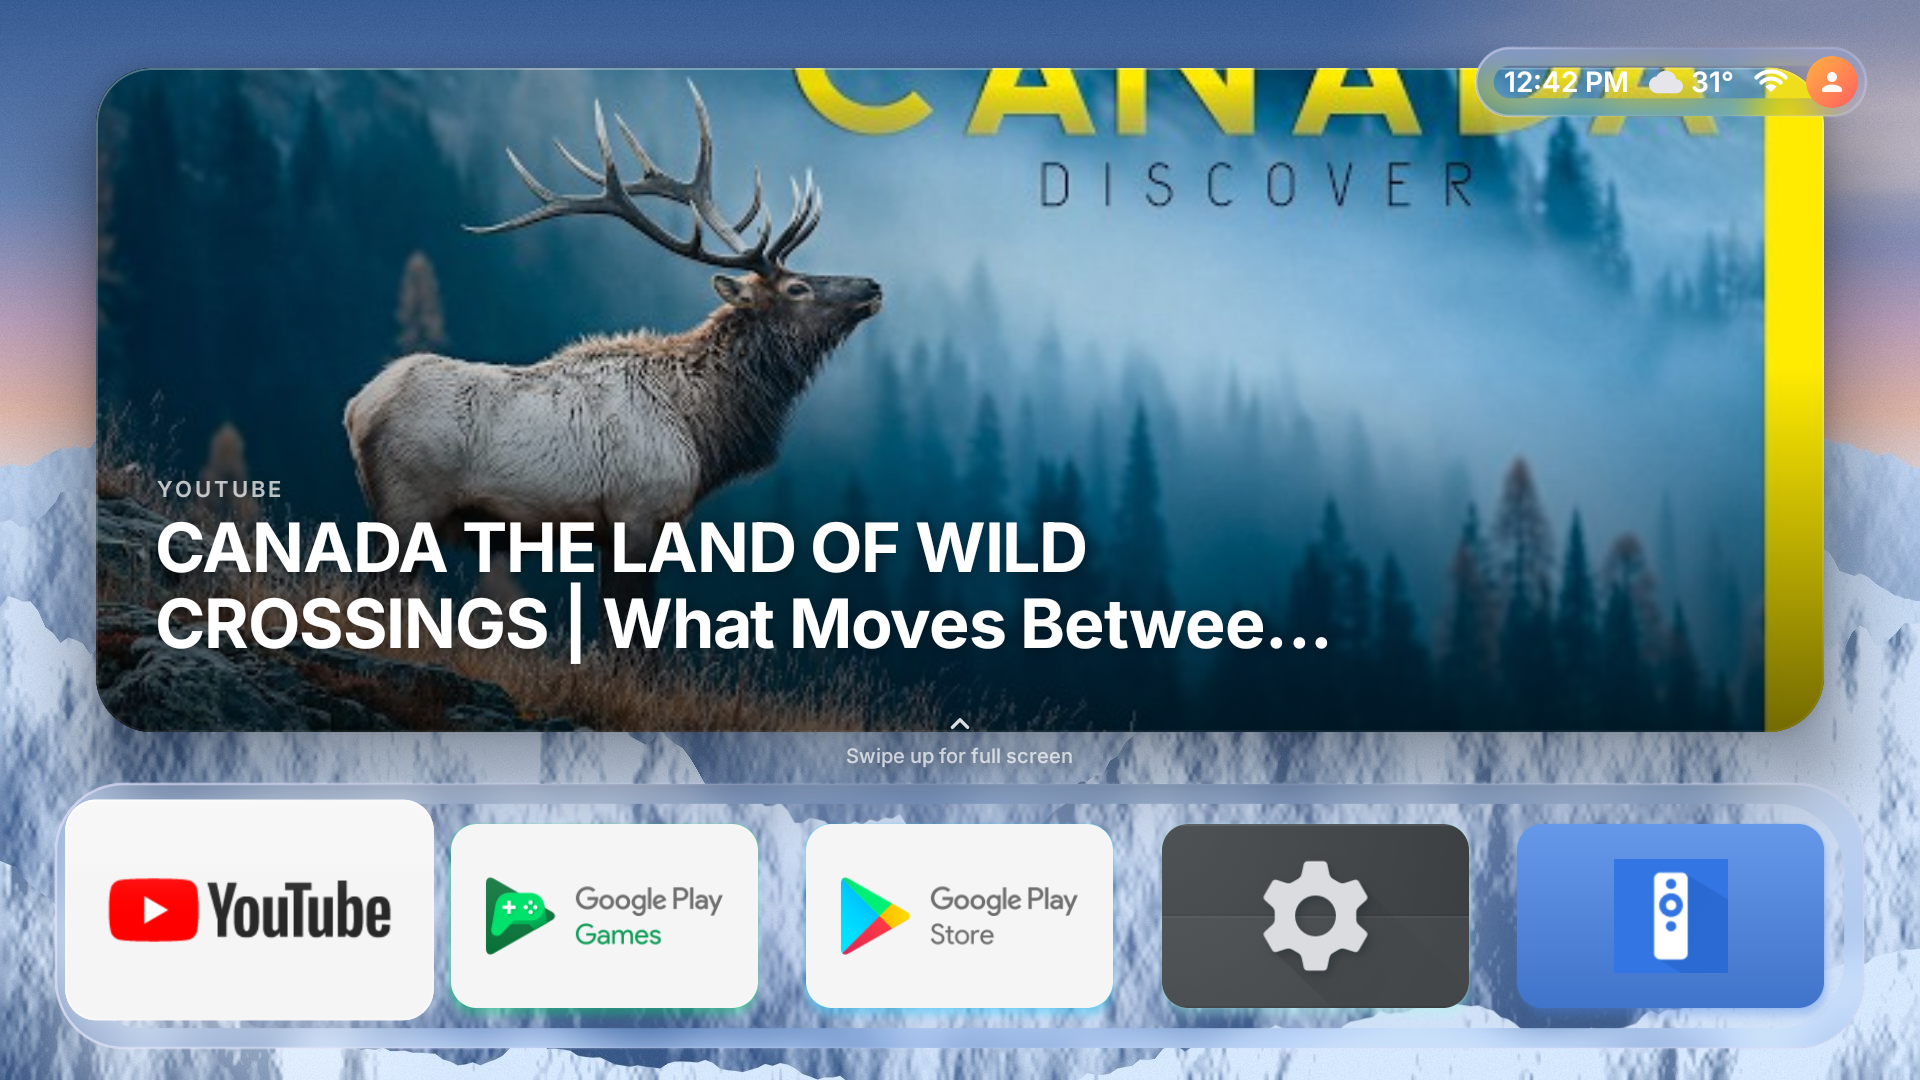 CANADA
12:42 PM 31°
DISCOVER
YOUTUBE
CANADA THE LAND OF WILD
CROSSINGS | What Moves Betwee...
Swipe up for full screen
YouTube
Google Play
Games
Google Play
Store